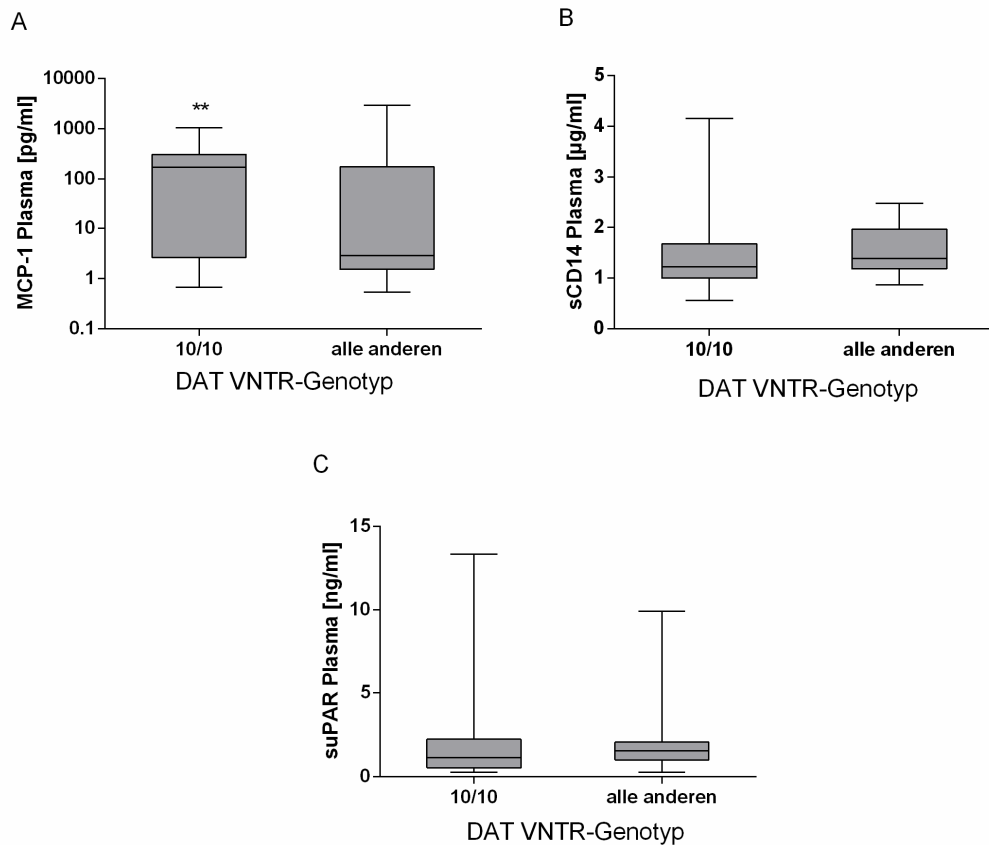 A
MCP-1 Plasma [pg/ml]
10000
1000
100
10
1
0.1
**
10/10 alle anderen
DAT VNTR-Genotyp
B
sCD14 Plasma [µg/ml]
5
4
3
2
1
0
10/10 alle anderen
DAT VNTR-Genotyp
C
suPAR Plasma [ng/ml]
15
10
5
0
10/10 alle anderen
DAT VNTR-Genotyp